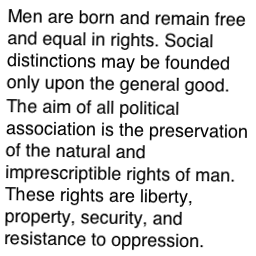 Men are born and remain free
and equal in rights. Social
distinctions may be founded
only upon the general good.
The aim of all political
association is the preservation
of the natural and
imprescriptible rights of man.
These rights are liberty,
property, security, and
resistance to oppression.